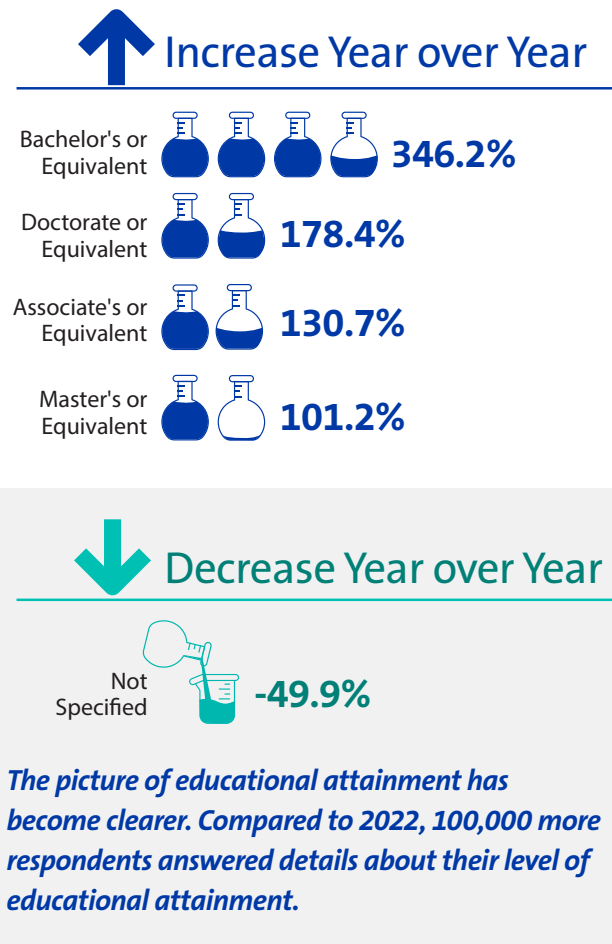 Increase Year over Year
Bachelor's or
Equivalent
346.2%
Doctorate or
Equivalent
178.4%
Associate's or
Equivalent
130.7%
Master's or
Equivalent
101.2%
Decrease Year over Year
Not
Specified
-49.9%
The picture of educational attainment has
become clearer. Compared to 2022, 100,000 more
respondents answered details about their level of
educational attainment.